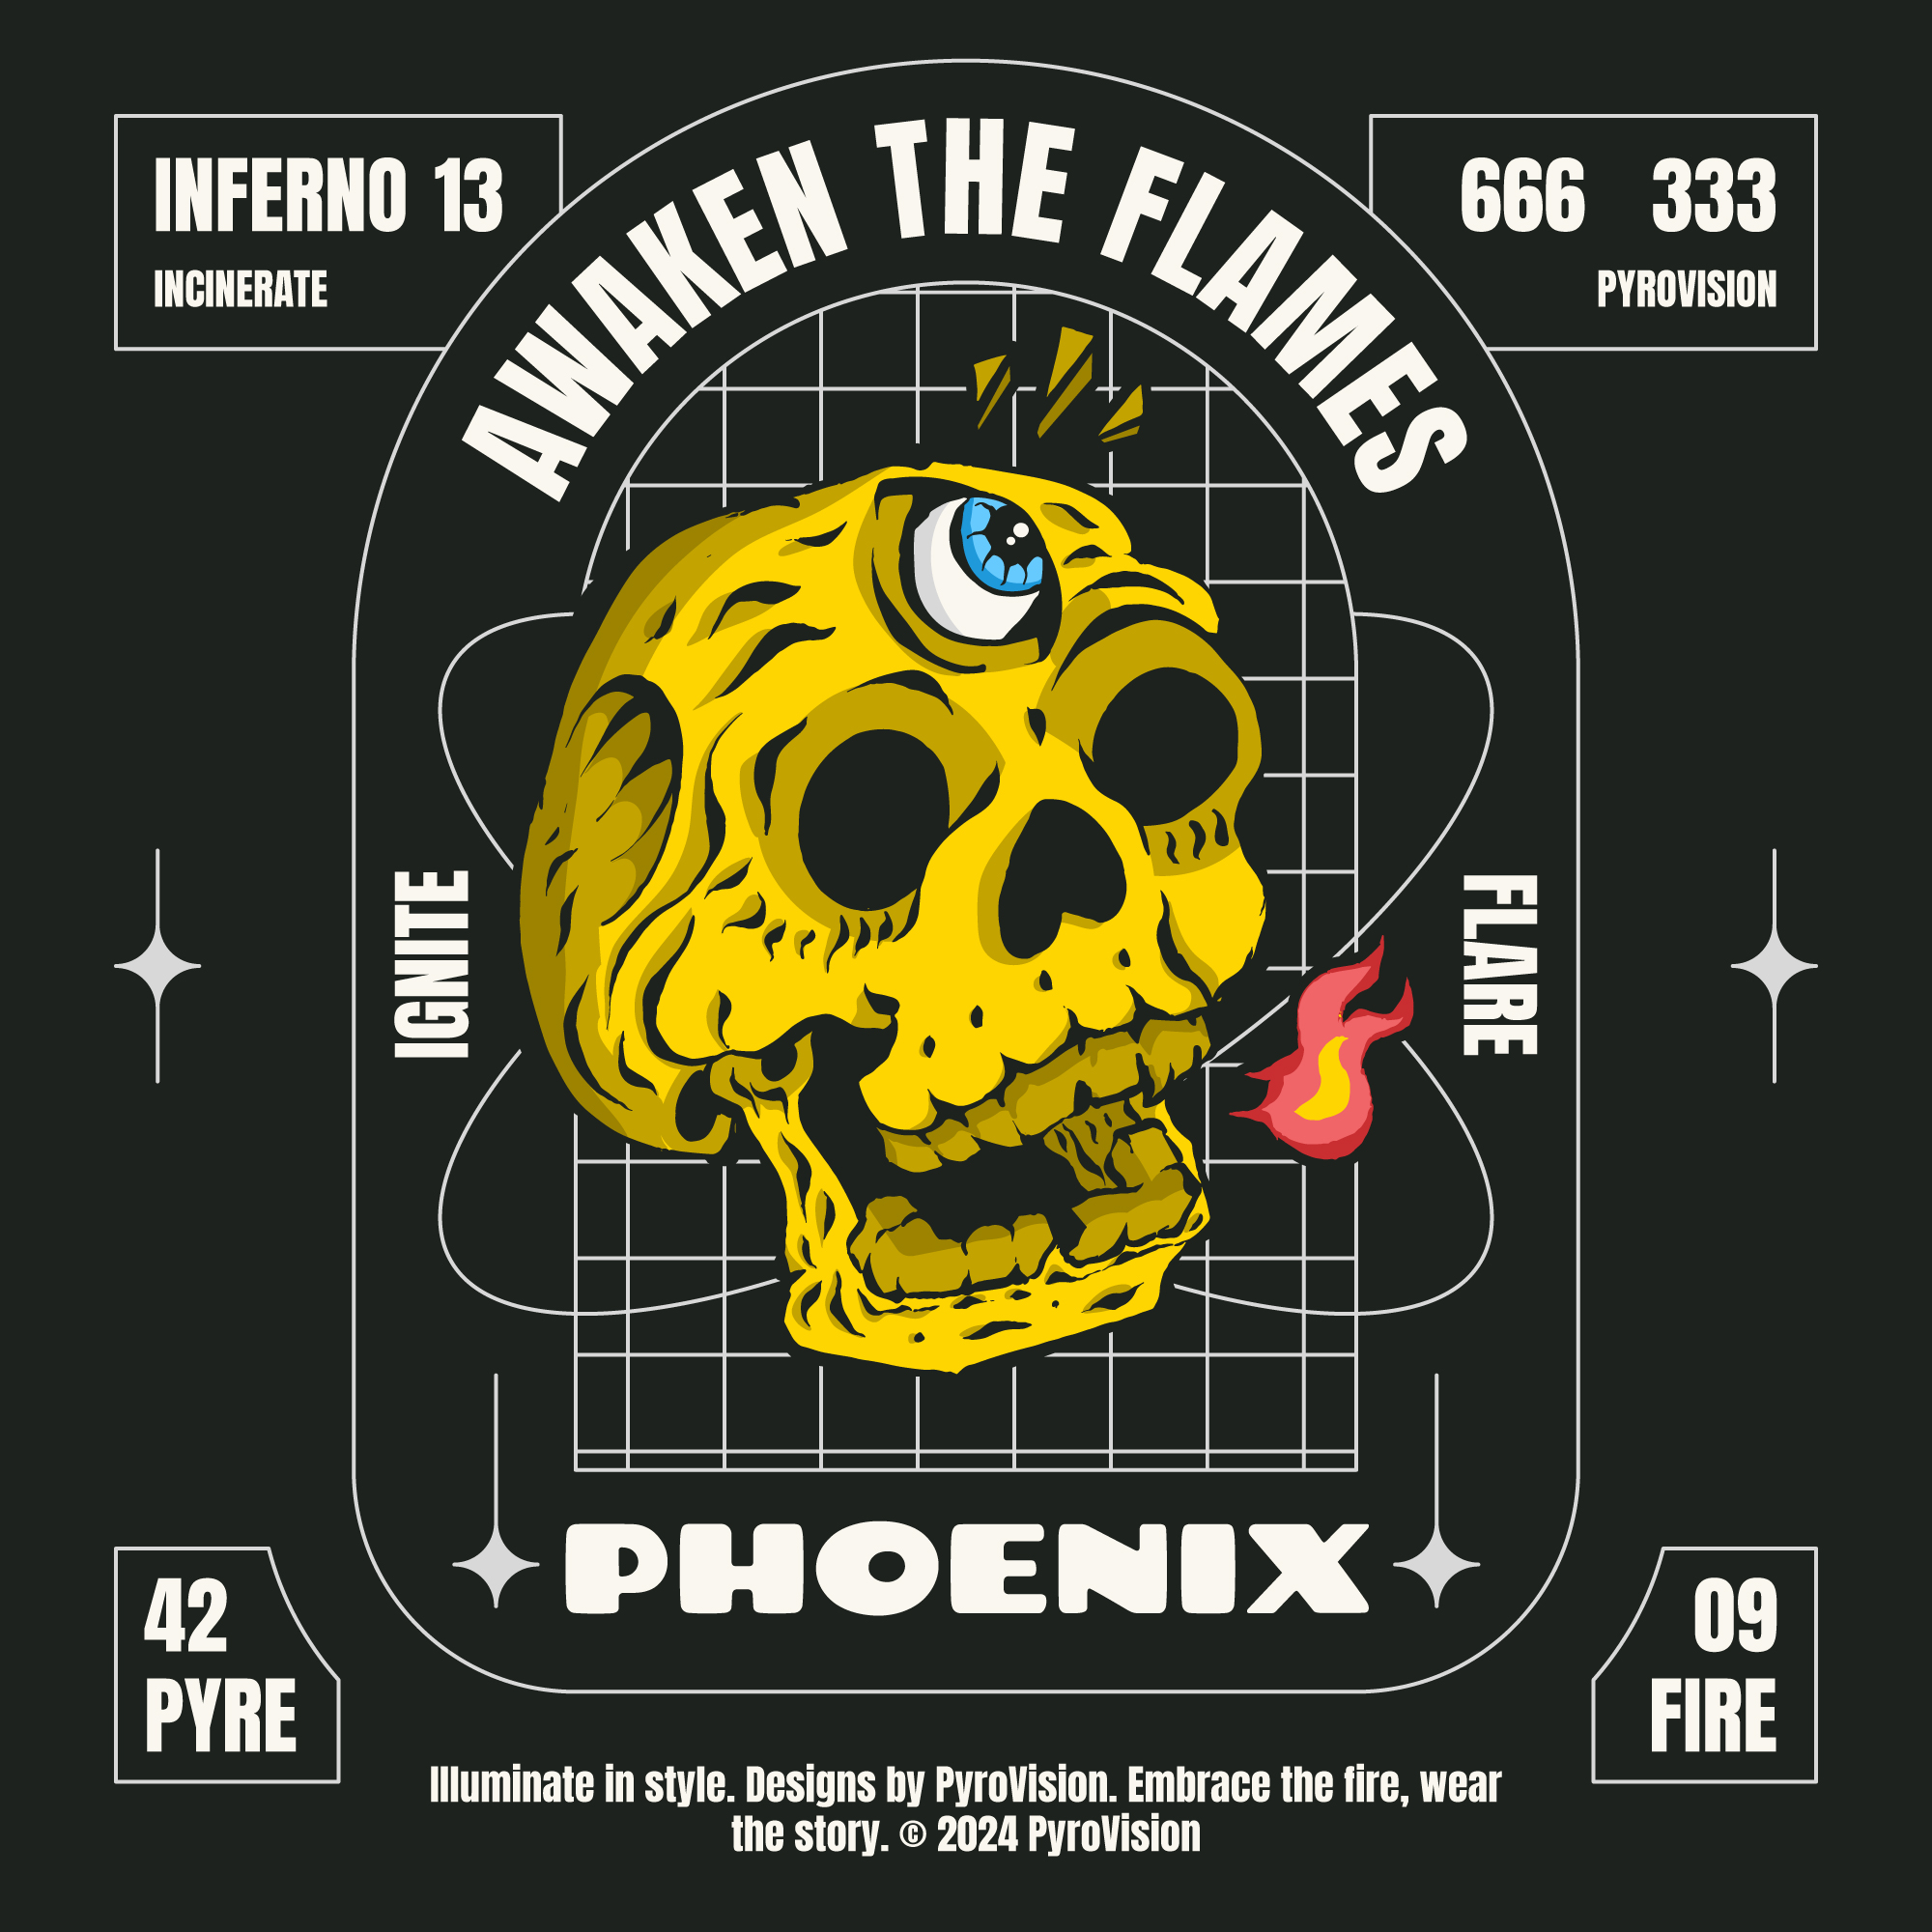 AWAKEN THE FLAMES
INFERNO 13
INCINERATE
666 333
PYROVISION
IGNITE
FLARE
PHOENIX
42
PYRE
09
FIRE
Illuminate in style. Designs by PyroVision. Embrace the fire, wear
the story. © 2024 PyroVision